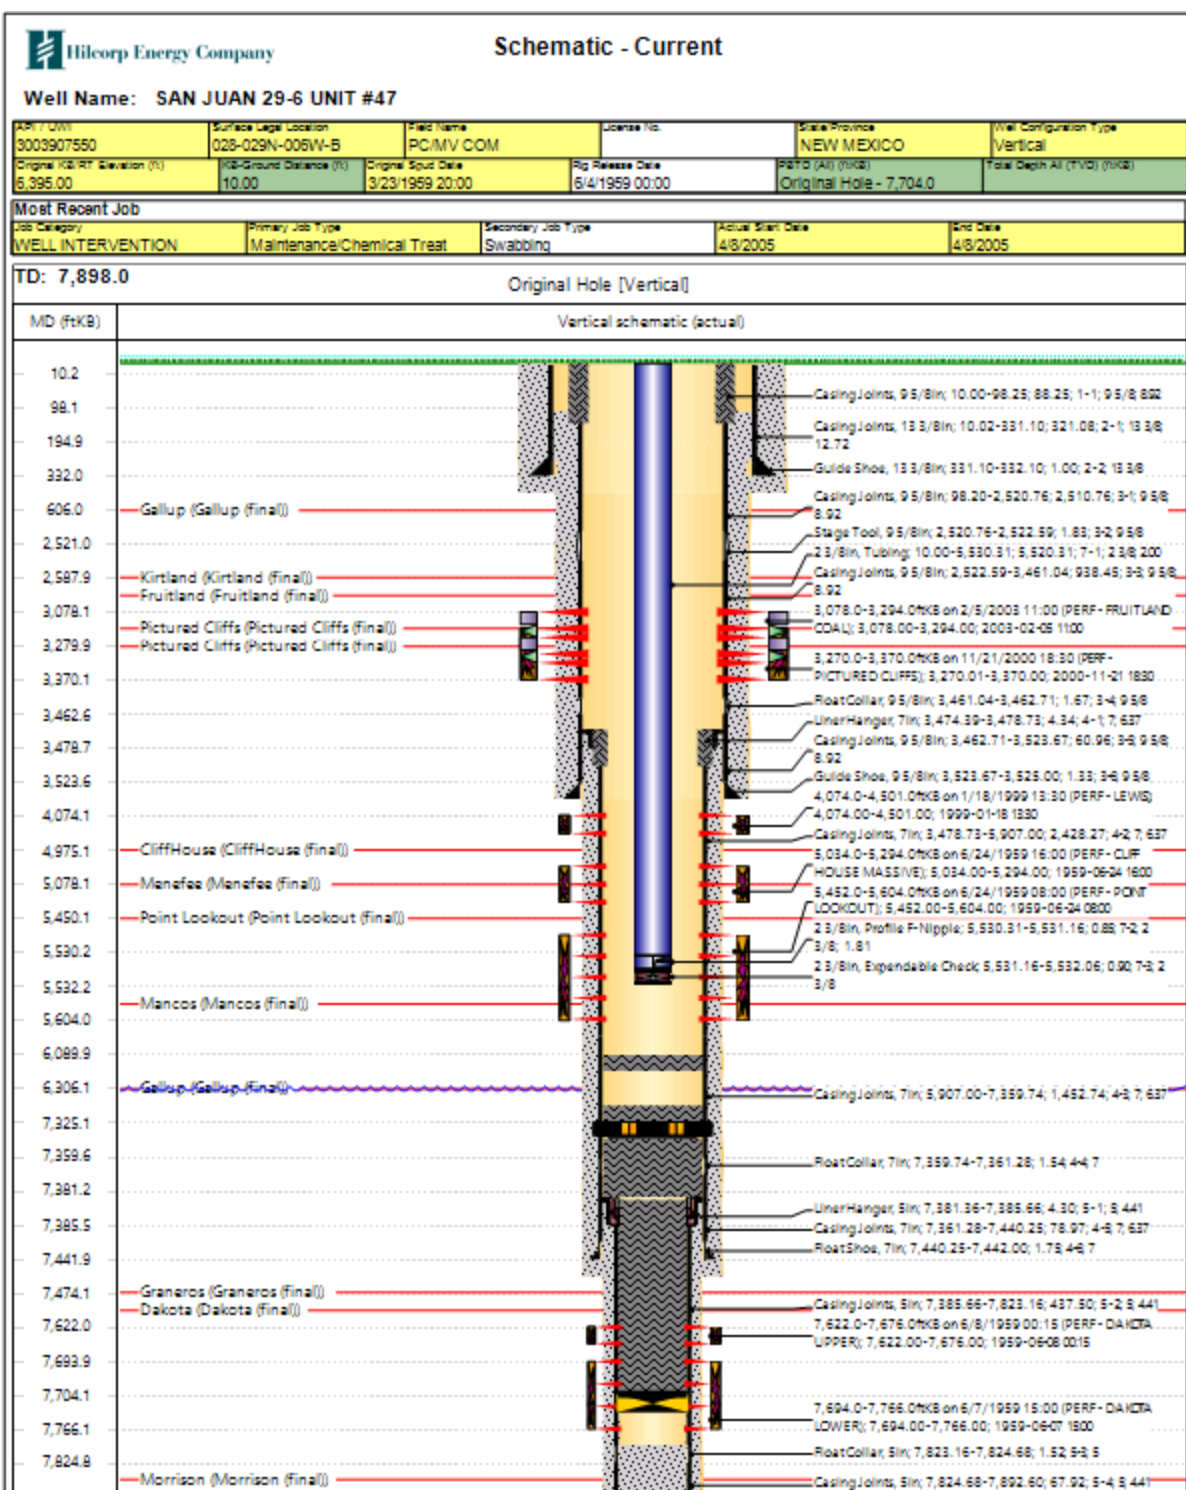 Hilcorp Energy Company
Schematic - Current
Well Name: SAN JUAN 29-6 UNIT #47
API / UWI
Surface Legal Location
Field Name
License No.
State/Province
Well Configuration Type
3003907550
028-029N-006W-B
PC/MV COM
NEW MEXICO
Vertical
Original KB/RT Elevation (ft)
KB-Ground Distance (ft)
Original Spud Date
Rig Release Date
PBTD (All) (ftKB)
Total Depth All (TVD) (ftKB)
6,395.00
10.00
3/23/1959 20:00
6/4/1959 00:00
Original Hole - 7,704.0
Most Recent Job
Job Category
Primary Job Type
Secondary Job Type
Actual Start Date
End Date
WELL INTERVENTION
Maintenance/Chemical Treat
Swabbing
4/8/2005
4/8/2005
TD: 7,898.0
Original Hole [Vertical]
MD (ftKB)
Vertical schematic (actual)
10.2
98.1
194.9
332.0
606.0
2,521.0
2,587.9
3,078.1
3,279.9
3,370.1
3,462.6
3,478.7
3,523.6
4,074.1
4,975.1
5,078.1
5,450.1
5,530.2
5,532.2
5,604.0
6,089.9
6,306.1
7,325.1
7,359.6
7,381.2
7,385.5
7,441.9
7,474.1
7,622.0
7,693.9
7,704.1
7,766.1
7,824.8
Gallup (Gallup (final))
Kirtland (Kirtland (final))
Fruitland (Fruitland (final))
Pictured Cliffs (Pictured Cliffs (final))
Pictured Cliffs (Pictured Cliffs (final))
CliffHouse (CliffHouse (final))
Menefee (Menefee (final))
Point Lookout (Point Lookout (final))
Mancos (Mancos (final))
Gallup (Gallup (final))
Graneros (Graneros (final))
Dakota (Dakota (final))
Morrison (Morrison (final))
Casing Joints, 9 5/8in; 10.00-98.25; 88.25; 1-1; 9 5/8; 8.92
Casing Joints, 13 3/8in; 10.02-331.10; 321.08; 2-1; 13 3/8;
12.72
Guide Shoe, 13 3/8in; 331.10-332.10; 1.00; 2-2; 13 3/8
Casing Joints, 9 5/8in; 98.20-2,520.76; 2,510.76; 3-1; 9 5/8;
8.92
Stage Tool, 9 5/8in; 2,520.76-2,522.59; 1.83; 3-2; 9 5/8
2 3/8in, Tubing; 10.00-5,530.31; 5,520.31; 7-1; 2 3/8; 2.00
Casing Joints, 9 5/8in; 2,522.59-3,461.04; 938.45; 3-3; 9 5/8;
8.92
3,078.0-3,294.0ftKB on 2/5/2003 11:00 (PERF - FRUITLAND
COAL); 3,078.00-3,294.00; 2003-02-05 11:00
3,270.0-3,370.0ftKB on 11/21/2000 18:30 (PERF -
PICTURED CLIFFS); 3,270.01-3,370.00; 2000-11-21 18:30
Float Collar, 9 5/8in; 3,461.04-3,462.71; 1.67; 3-4; 9 5/8
Liner Hanger, 7in; 3,474.39-3,478.73; 4.34; 4-1; 7; 6.37
Casing Joints, 9 5/8in; 3,462.71-3,523.67; 60.96; 3-5; 9 5/8;
8.92
Guide Shoe, 9 5/8in; 3,523.67-3,525.00; 1.33; 3-6; 9 5/8
4,074.0-4,501.0ftKB on 1/18/1999 13:30 (PERF - LEWIS);
4,074.00-4,501.00; 1999-01-18 13:30
Casing Joints, 7in; 3,478.73-5,907.00; 2,428.27; 4-2; 7; 6.37
5,034.0-5,294.0ftKB on 6/24/1959 16:00 (PERF - CLIFF
HOUSE MASSIVE); 5,034.00-5,294.00; 1959-06-24 16:00
5,452.0-5,604.0ftKB on 6/24/1959 08:00 (PERF - POINT
LOOKOUT); 5,452.00-5,604.00; 1959-06-24 08:00
2 3/8in, Profile F-Nipple; 5,530.31-5,531.16; 0.85; 7-2; 2
3/8; 1.81
2 3/8in, Expendable Check; 5,531.16-5,532.06; 0.90; 7-3; 2
3/8
Casing Joints, 7in; 5,907.00-7,359.74; 1,452.74; 4-3; 7; 6.37
Float Collar, 7in; 7,359.74-7,361.28; 1.54; 4-4; 7
Liner Hanger, 5in; 7,381.36-7,385.66; 4.30; 5-1; 5; 4.41
Casing Joints, 7in; 7,361.28-7,440.25; 78.97; 4-5; 7; 6.37
Float Shoe, 7in; 7,440.25-7,442.00; 1.75; 4-6; 7
Casing Joints, 5in; 7,385.66-7,823.16; 437.50; 5-2; 5; 4.41
7,622.0-7,676.0ftKB on 6/8/1959 00:15 (PERF - DAKOTA
UPPER); 7,622.00-7,676.00; 1959-06-08 00:15
7,694.0-7,766.0ftKB on 6/7/1959 15:00 (PERF - DAKOTA
LOWER); 7,694.00-7,766.00; 1959-06-07 15:00
Float Collar, 5in; 7,823.16-7,824.68; 1.52; 5-3; 5
Casing Joints, 5in; 7,824.68-7,892.60; 67.92; 5-4; 5; 4.41